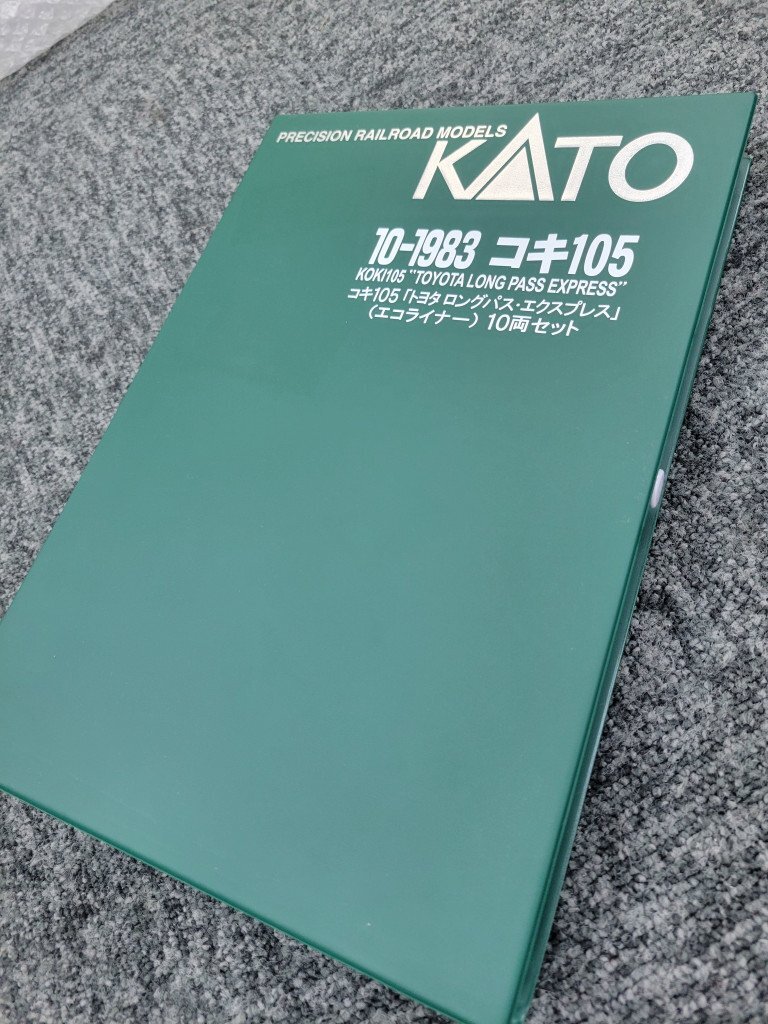 PRECISION RAILROAD MODELS
KATO
10-1983 コキ105
KOKI105 "TOYOTA LONG PASS EXPRESS"
コキ105「トヨタ ロングパス・エクスプレス」
(エコライナー) 10両セット